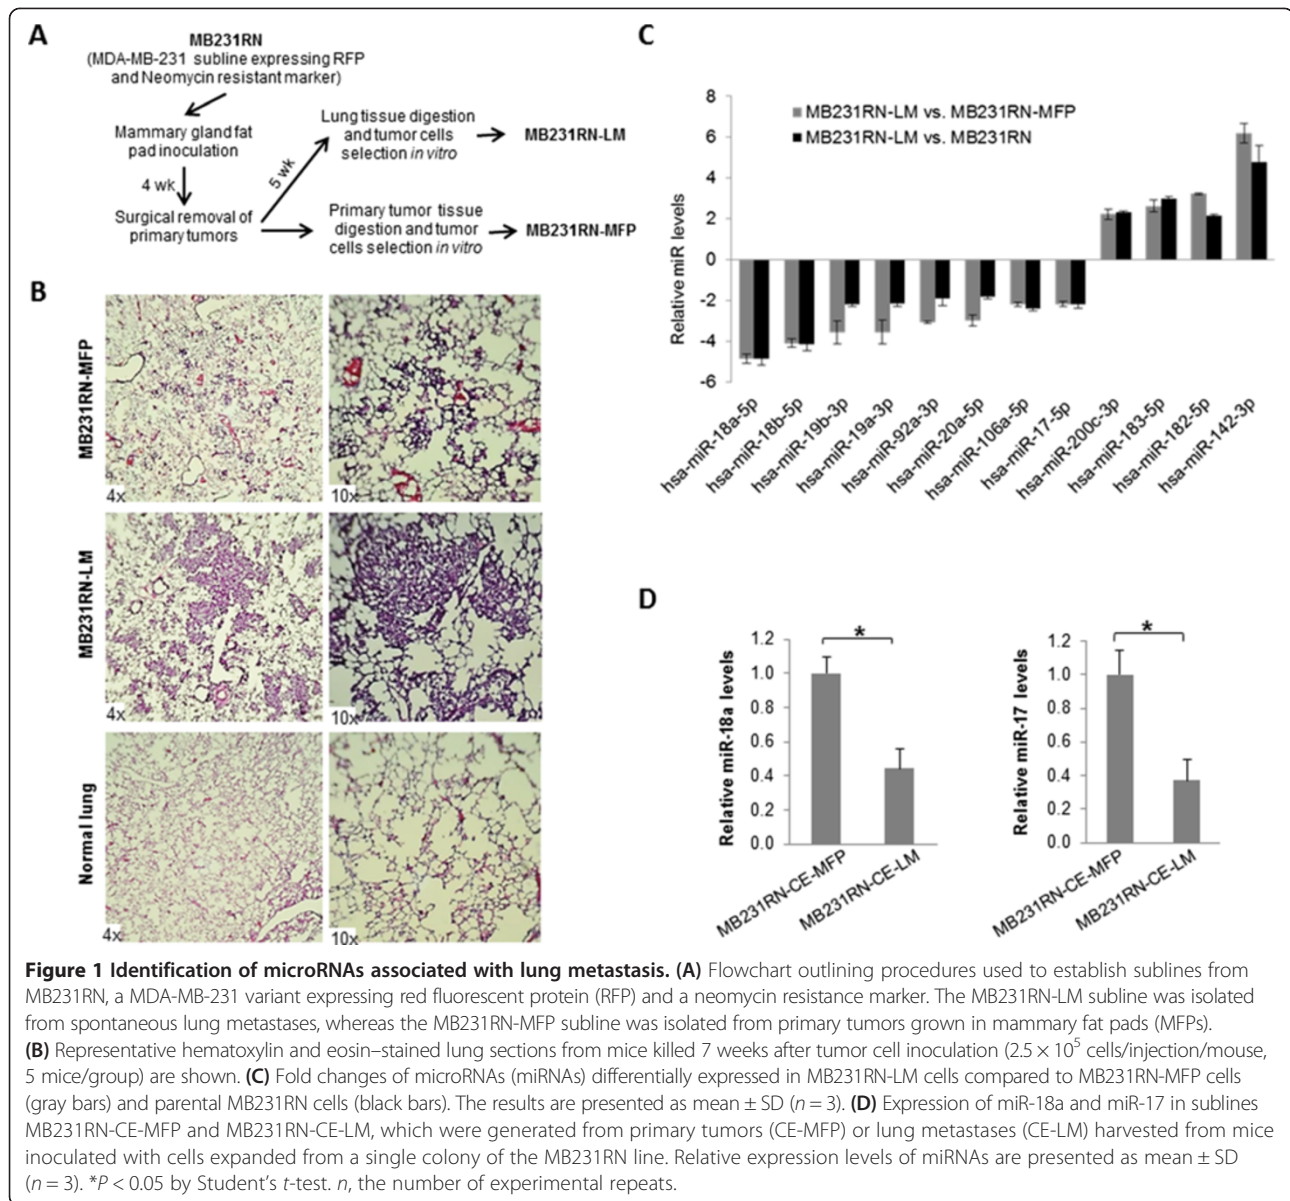 A
MB231RN
(MDA-MB-231 subline expressing RFP
and Neomycin resistant marker)
Mammary gland fat
pad inoculation
4 wk
Surgical removal of
primary tumors
5 wk
Lung tissue digestion
and tumor cells
selection in vitro
MB231RN-LM
Primary tumor tissue
digestion and tumor
cells selection in vitro
MB231RN-MFP
B
MB231RN-MFP
4x
10x
MB231RN-LM
4x
10x
Normal lung
4x
10x
C
Relative miR levels
8
6
4
2
0
-2
-4
-6
MB231RN-LM vs. MB231RN-MFP
MB231RN-LM vs. MB231RN
hsa-miR-18a-5p
hsa-miR-18b-5p
hsa-miR-19b-3p
hsa-miR-19a-3p
hsa-miR-92a-3p
hsa-miR-20a-5p
hsa-miR-106a-5p
hsa-miR-17-5p
hsa-miR-200c-3p
hsa-miR-183-5p
hsa-miR-182-5p
hsa-miR-142-3p
D
Relative miR-18a levels
1.2
1.0
0.8
0.6
0.4
0.2
0.0
*
MB231RN-CE-MFP
MB231RN-CE-LM
Relative miR-17 levels
1.2
1.0
0.8
0.6
0.4
0.2
0.0
*
MB231RN-CE-MFP
MB231RN-CE-LM
Figure 1 Identification of microRNAs associated with lung metastasis. (A) Flowchart outlining procedures used to establish sublines from
MB231RN, a MDA-MB-231 variant expressing red fluorescent protein (RFP) and a neomycin resistance marker. The MB231RN-LM subline was isolated
from spontaneous lung metastases, whereas the MB231RN-MFP subline was isolated from primary tumors grown in mammary fat pads (MFPs).
(B) Representative hematoxylin and eosin–stained lung sections from mice killed 7 weeks after tumor cell inoculation (2.5 × 10⁵ cells/injection/mouse,
5 mice/group) are shown. (C) Fold changes of microRNAs (miRNAs) differentially expressed in MB231RN-LM cells compared to MB231RN-MFP cells
(gray bars) and parental MB231RN cells (black bars). The results are presented as mean ± SD (n = 3). (D) Expression of miR-18a and miR-17 in sublines
MB231RN-CE-MFP and MB231RN-CE-LM, which were generated from primary tumors (CE-MFP) or lung metastases (CE-LM) harvested from mice
inoculated with cells expanded from a single colony of the MB231RN line. Relative expression levels of miRNAs are presented as mean ± SD
(n = 3). *P < 0.05 by Student's t-test. n, the number of experimental repeats.